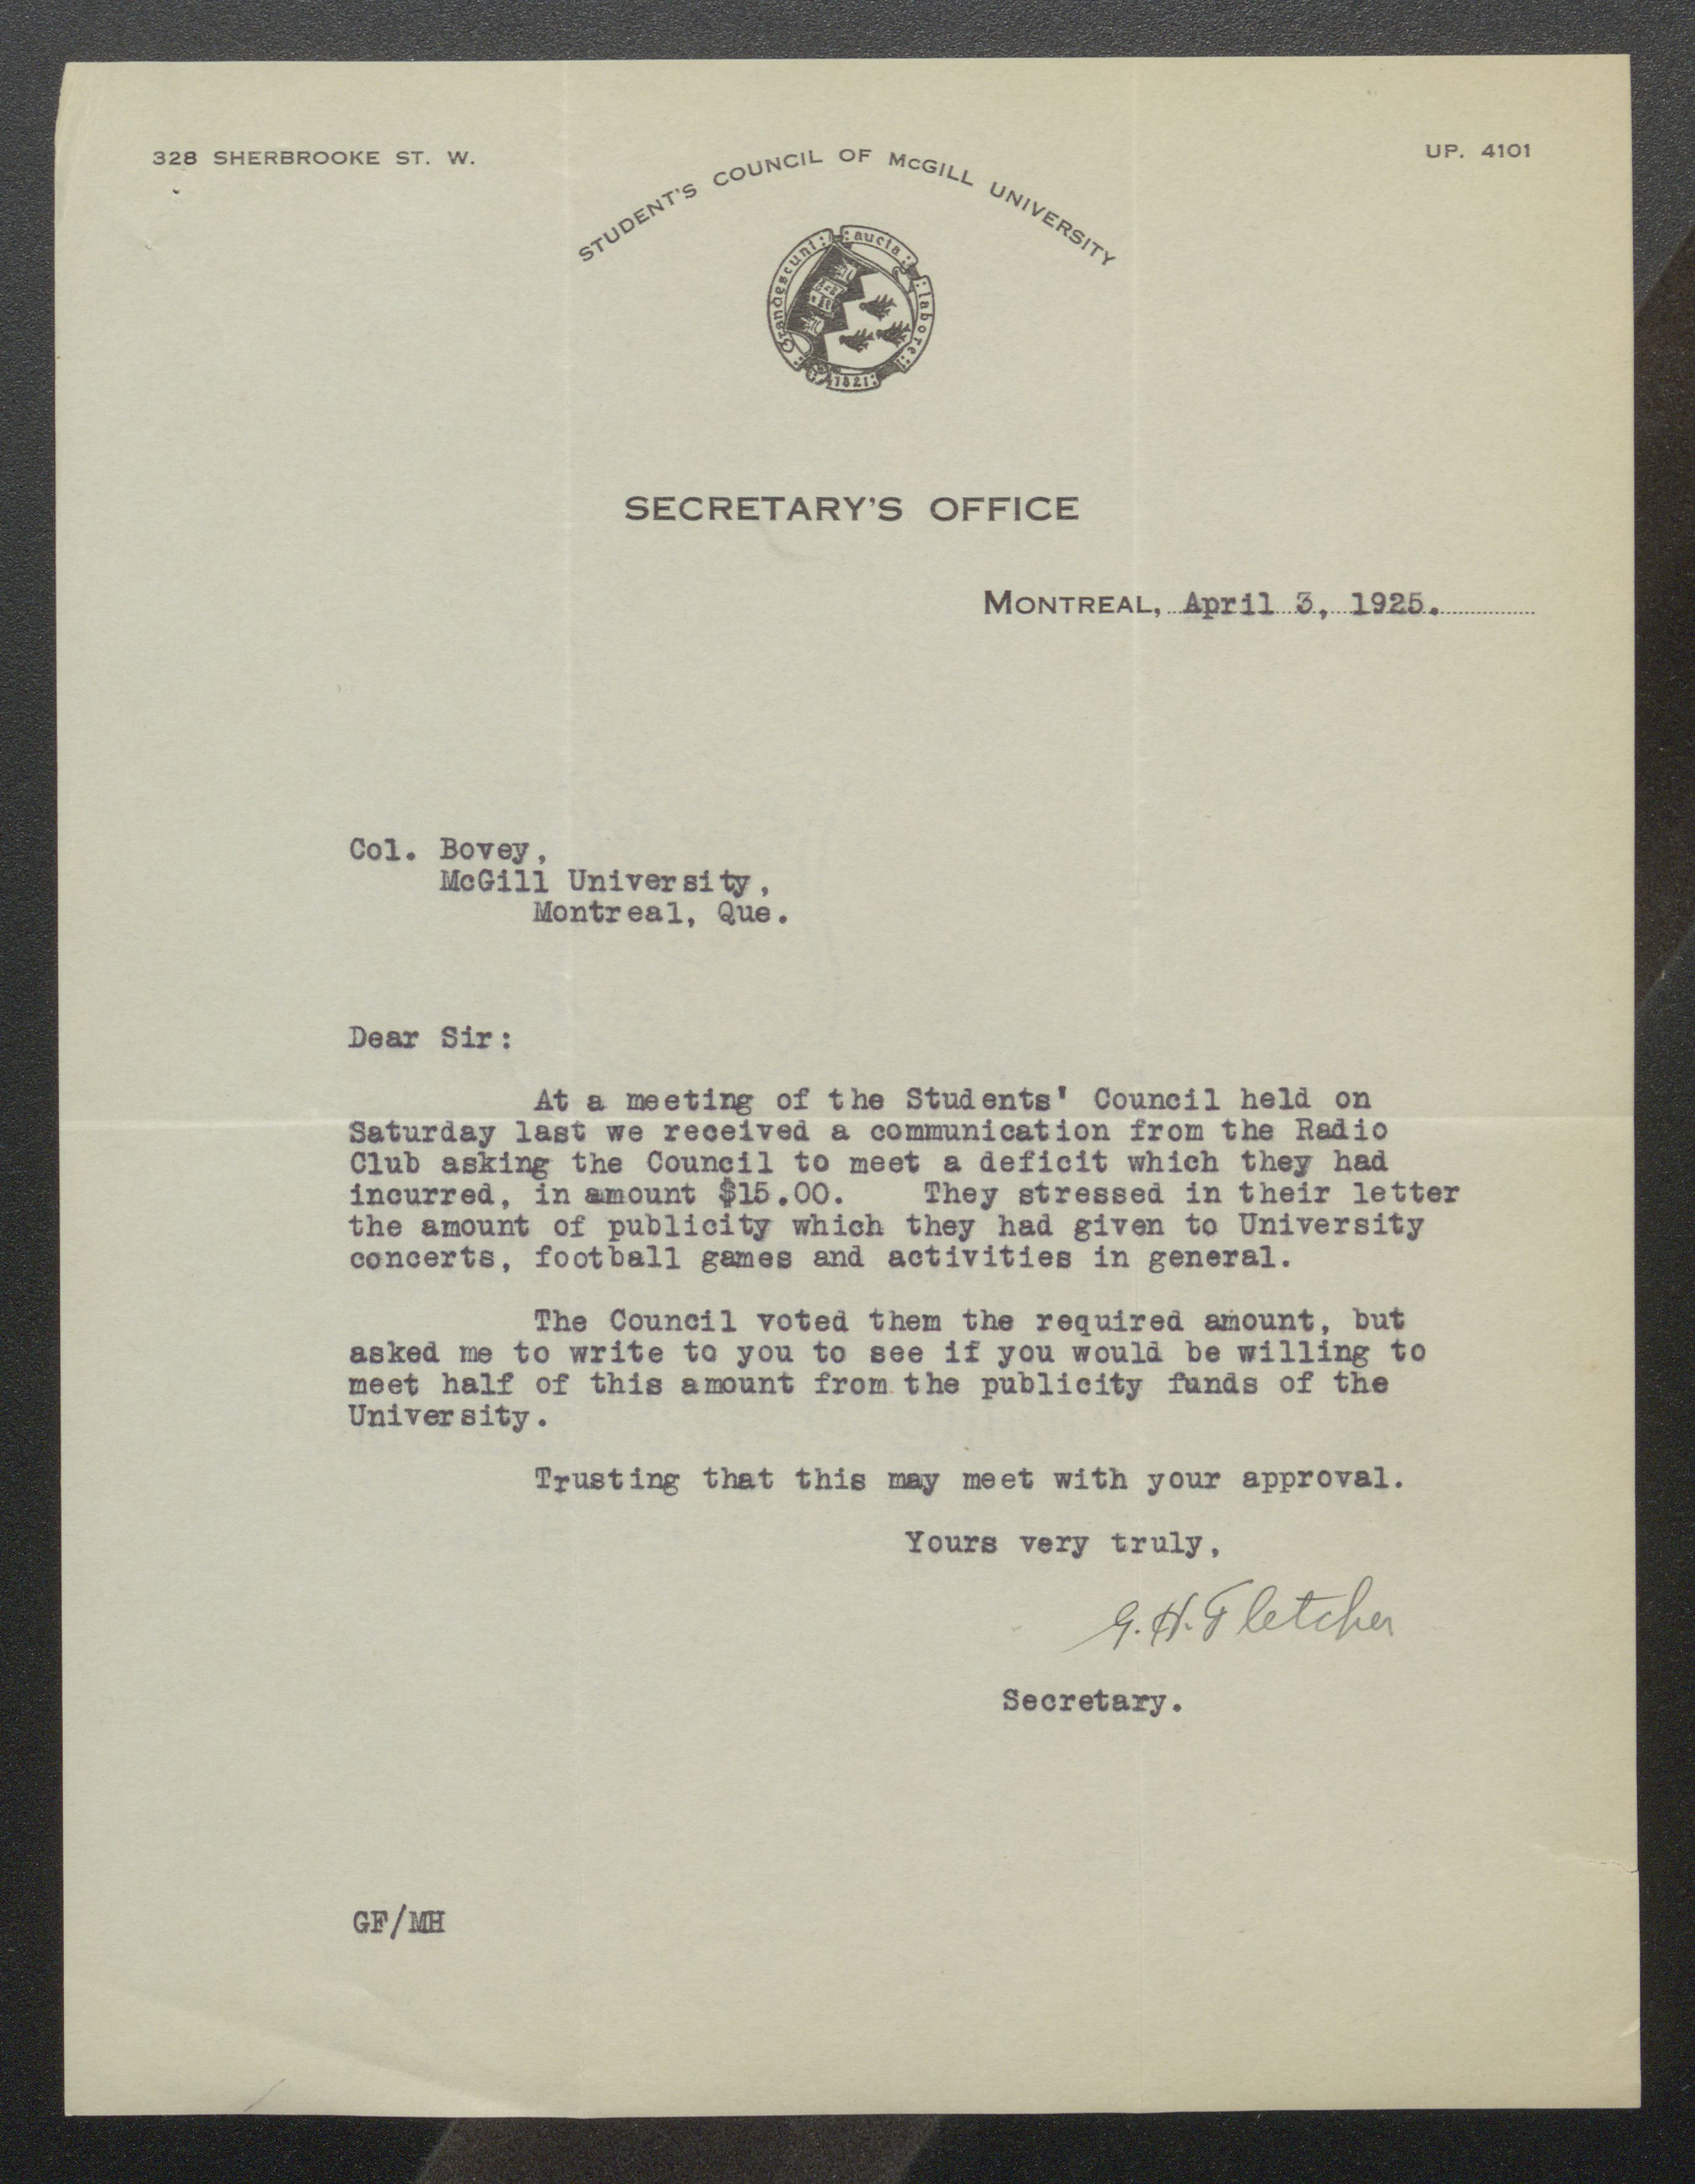 328 SHERBROOKE ST. W.
UP. 4101
STUDENT'S COUNCIL OF McGILL UNIVERSITY
Grandescunt aucta labore
1821
SECRETARY'S OFFICE
MONTREAL, April 3, 1925.
Col. Bovey,
McGill University,
Montreal, Que.
Dear Sir:
At a meeting of the Students' Council held on
Saturday last we received a communication from the Radio
Club asking the Council to meet a deficit which they had
incurred, in amount $15.00. They stressed in their letter
the amount of publicity which they had given to University
concerts, football games and activities in general.
The Council voted them the required amount, but
asked me to write to you to see if you would be willing to
meet half of this amount from the publicity funds of the
University.
Trusting that this may meet with your approval.
Yours very truly,
G. H. Fletcher
Secretary.
GF/MH